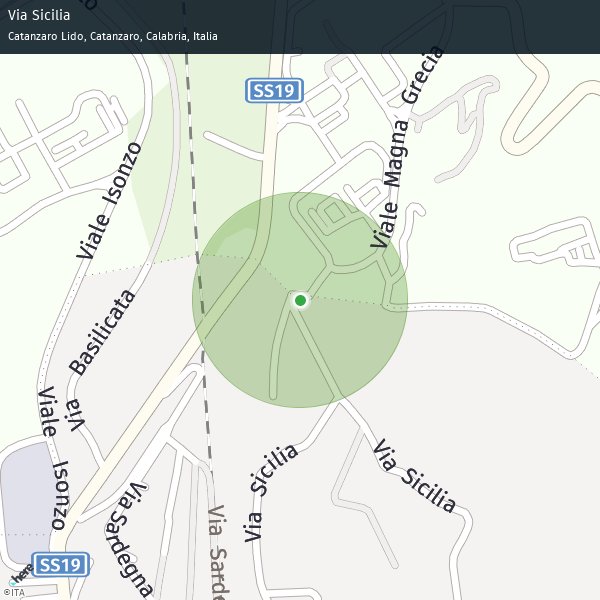 Via Sicilia
Catanzaro Lido, Catanzaro, Calabria, Italia
SS19
Viale Magna Grecia
Viale Isonzo
Via Basilicata
Viale Isonzo
Via Sicilia
Via Sicilia
Via Sardegna
Via Sarde
SS19
here
©ITA